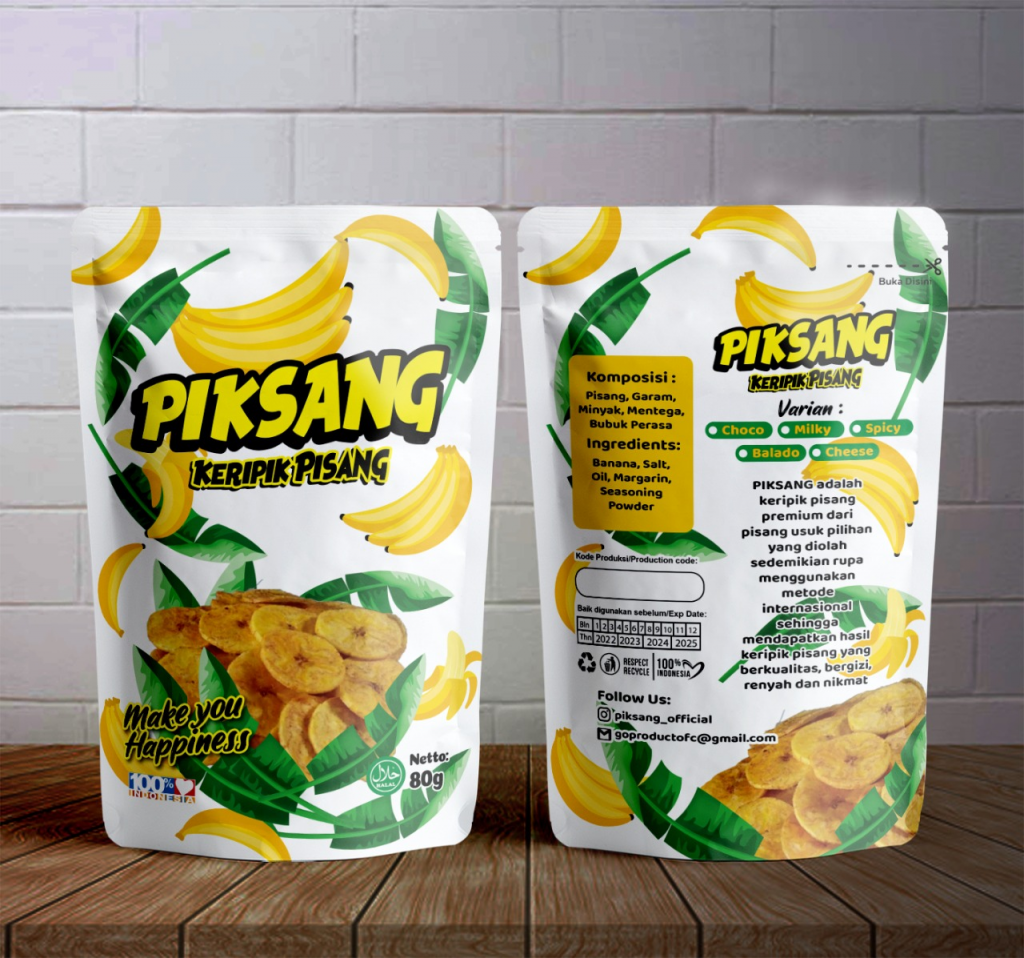 PIKSANG
KERIPIK PISANG
Make you
Happiness
100%
INDONESIA
حلال
HALAL
Netto:
80g
Buka Disini
PIKSANG
KERIPIK PISANG
Varian :
Choco
Milky
Spicy
Balado
Cheese
Komposisi :
Pisang, Garam,
Minyak, Mentega,
Bubuk Perasa
Ingredients:
Banana, Salt,
Oil, Margarin,
Seasoning
Powder
PIKSANG adalah
keripik pisang
premium dari
pisang usuk pilihan
yang diolah
sedemikian rupa
menggunakan
metode
internasional
sehingga
mendapatkan hasil
keripik pisang yang
berkualitas, bergizi,
renyah dan nikmat
Kode Produksi/Production code:
Baik digunakan sebelum/Exp Date:
Bln 1 2 3 4 5 6 7 8 9 10 11 12
Thn 2022 2023 2024 2025
RESPECT
RECYCLE
100%
INDONESIA
Follow Us:
piksang_official
goproductofc@gmail.com